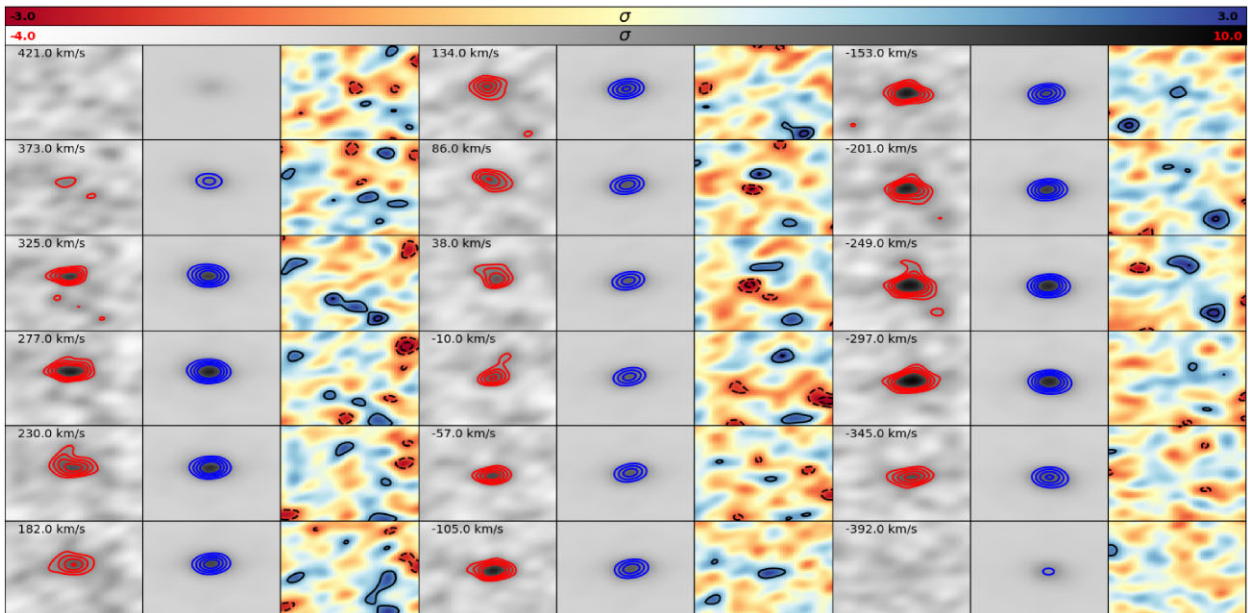 -3.0 σ 3.0
-4.0 σ 10.0
421.0 km/s 134.0 km/s -153.0 km/s
373.0 km/s 86.0 km/s -201.0 km/s
325.0 km/s 38.0 km/s -249.0 km/s
277.0 km/s -10.0 km/s -297.0 km/s
230.0 km/s -57.0 km/s -345.0 km/s
182.0 km/s -105.0 km/s -392.0 km/s